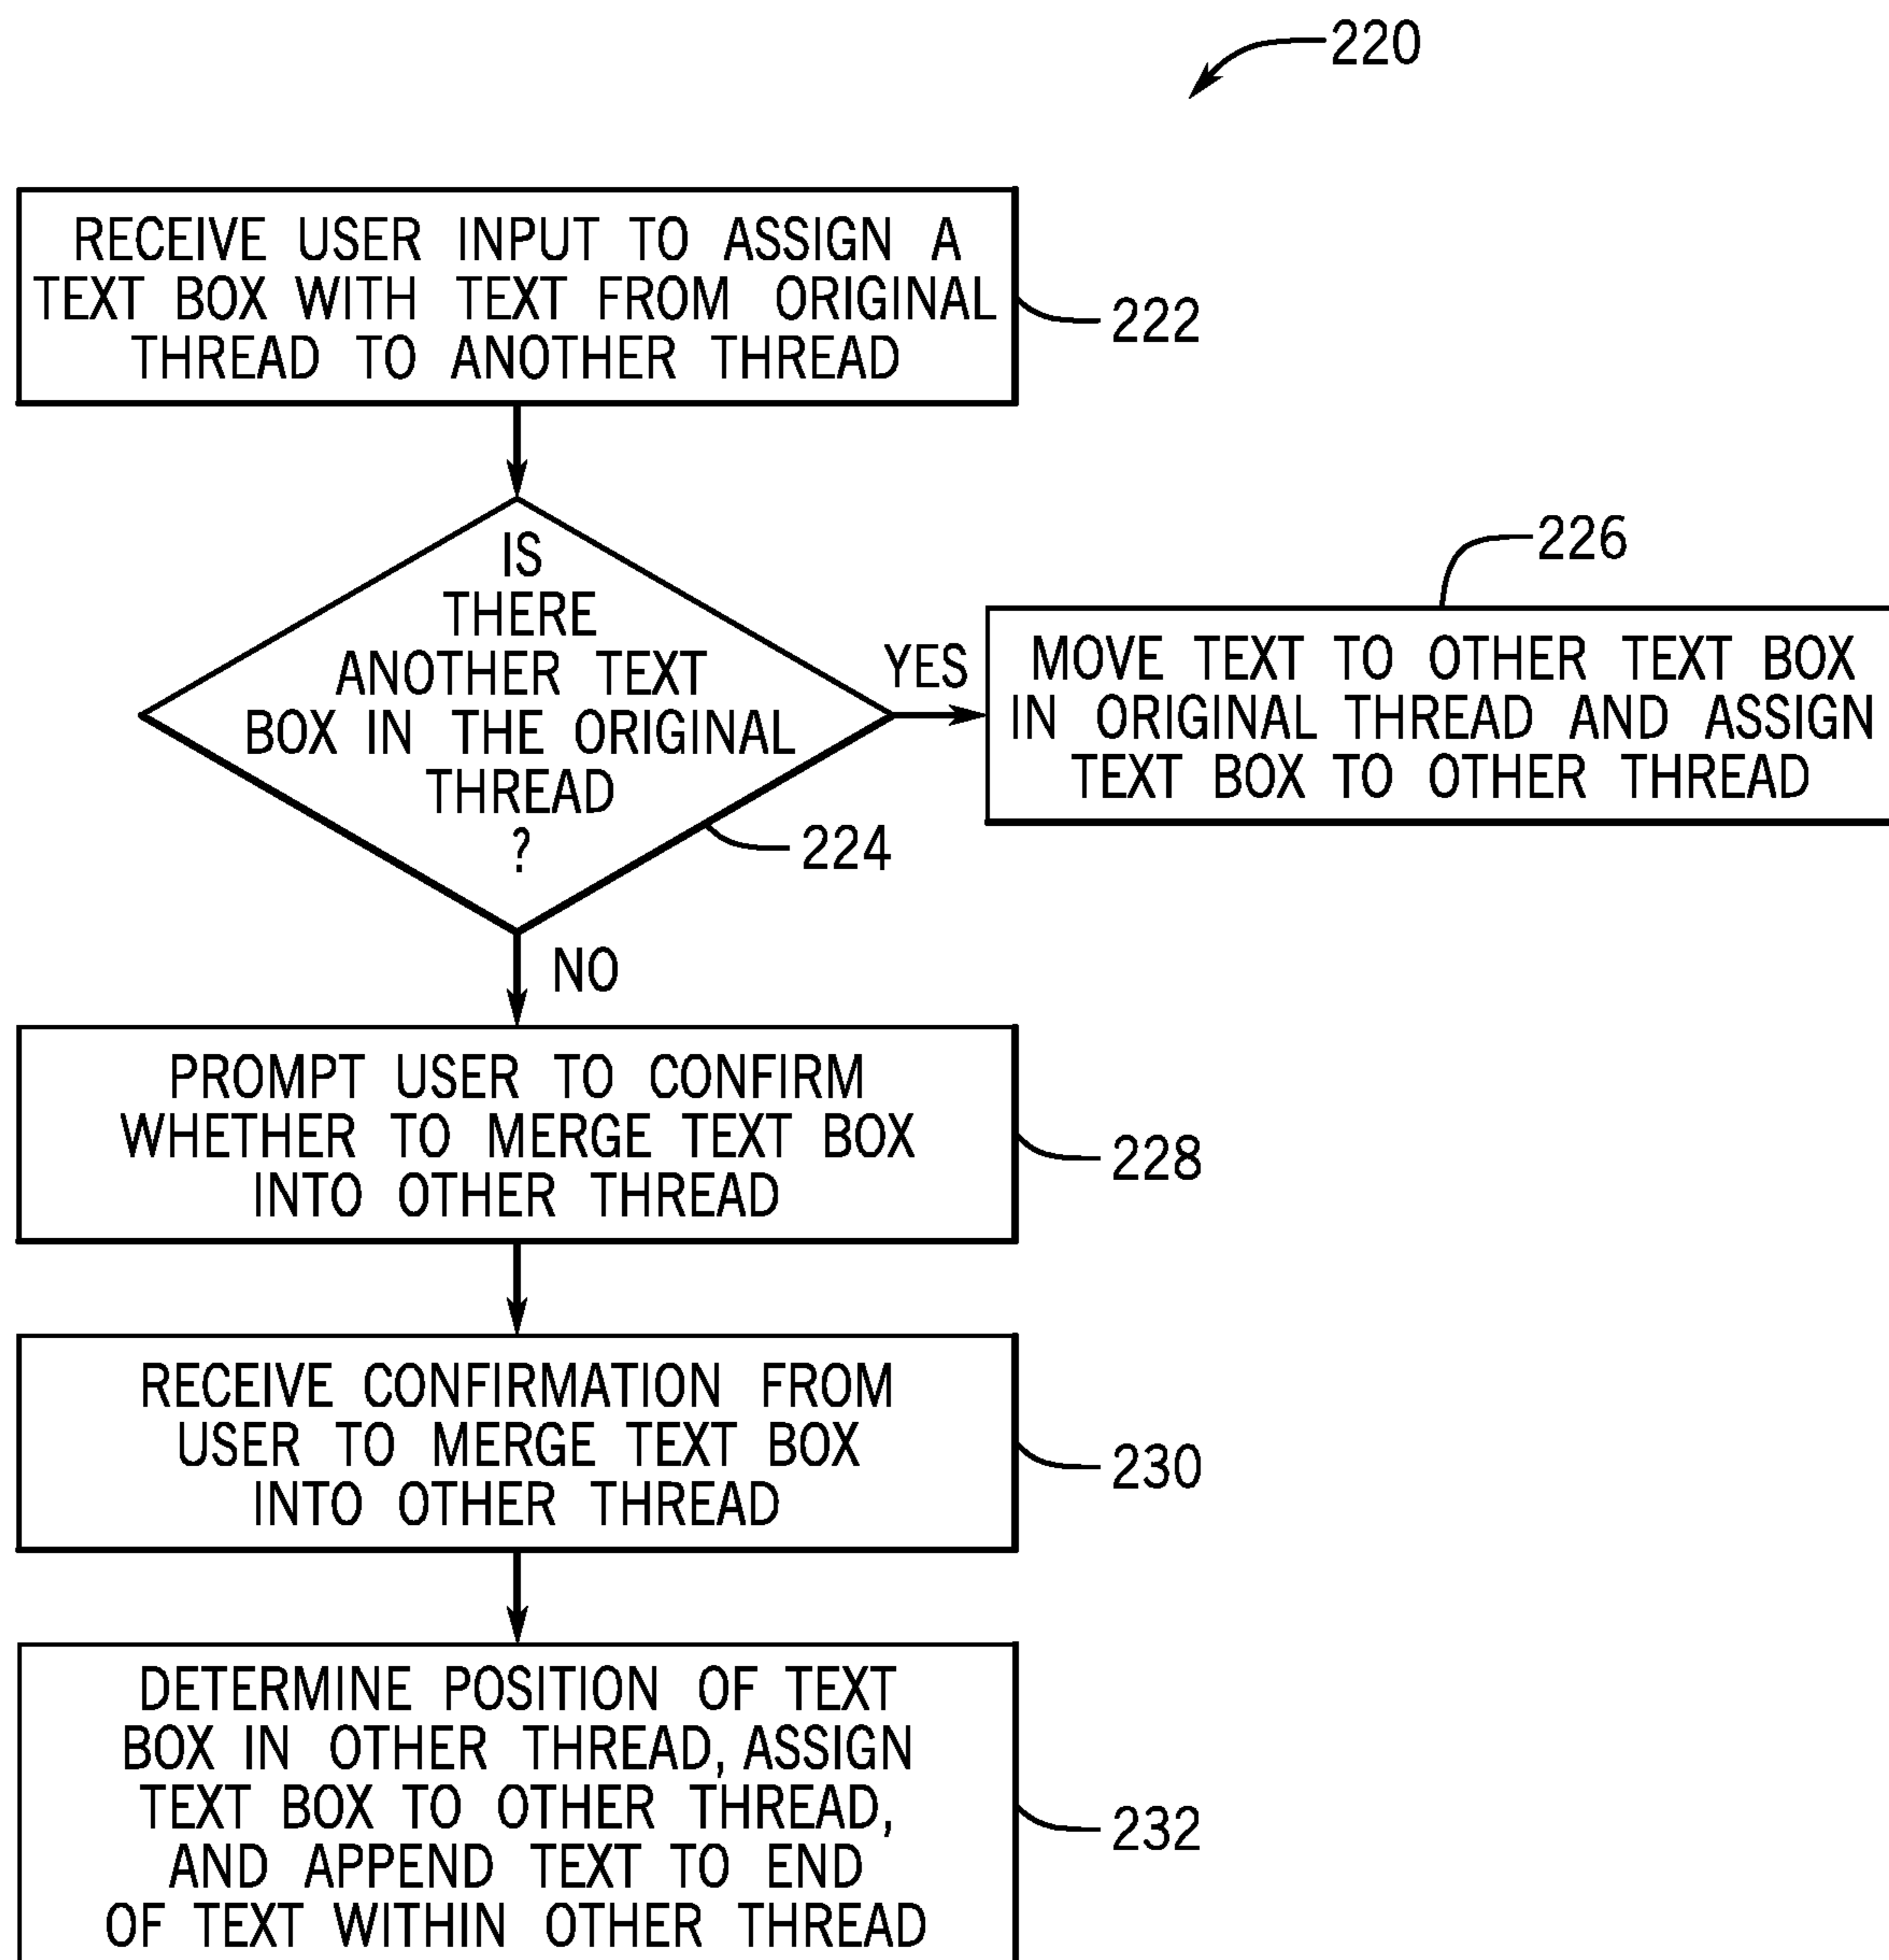 220
RECEIVE USER INPUT TO ASSIGN A
TEXT BOX WITH TEXT FROM ORIGINAL
THREAD TO ANOTHER THREAD
222
IS
THERE
ANOTHER TEXT
BOX IN THE ORIGINAL
THREAD
?
224
YES
226
MOVE TEXT TO OTHER TEXT BOX
IN ORIGINAL THREAD AND ASSIGN
TEXT BOX TO OTHER THREAD
NO
PROMPT USER TO CONFIRM
WHETHER TO MERGE TEXT BOX
INTO OTHER THREAD
228
RECEIVE CONFIRMATION FROM
USER TO MERGE TEXT BOX
INTO OTHER THREAD
230
DETERMINE POSITION OF TEXT
BOX IN OTHER THREAD, ASSIGN
TEXT BOX TO OTHER THREAD,
AND APPEND TEXT TO END
OF TEXT WITHIN OTHER THREAD
232